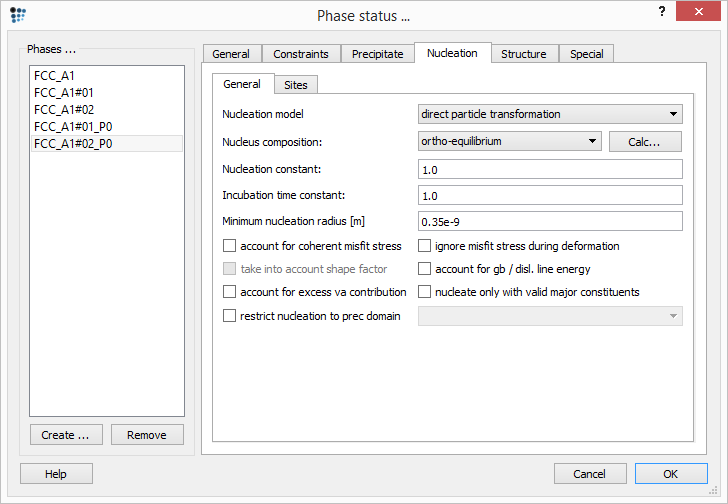 Phase status ...
?
Phases ...
FCC_A1
FCC_A1#01
FCC_A1#02
FCC_A1#01_P0
FCC_A1#02_P0
Create ...
Remove
General Constraints Precipitate Nucleation Structure Special
General Sites
Nucleation model direct particle transformation
Nucleus composition: ortho-equilibrium Calc...
Nucleation constant: 1.0
Incubation time constant: 1.0
Minimum nucleation radius [m] 0.35e-9
account for coherent misfit stress ignore misfit stress during deformation
take into account shape factor account for gb / disl. line energy
account for excess va contribution nucleate only with valid major constituents
restrict nucleation to prec domain
Help Cancel OK